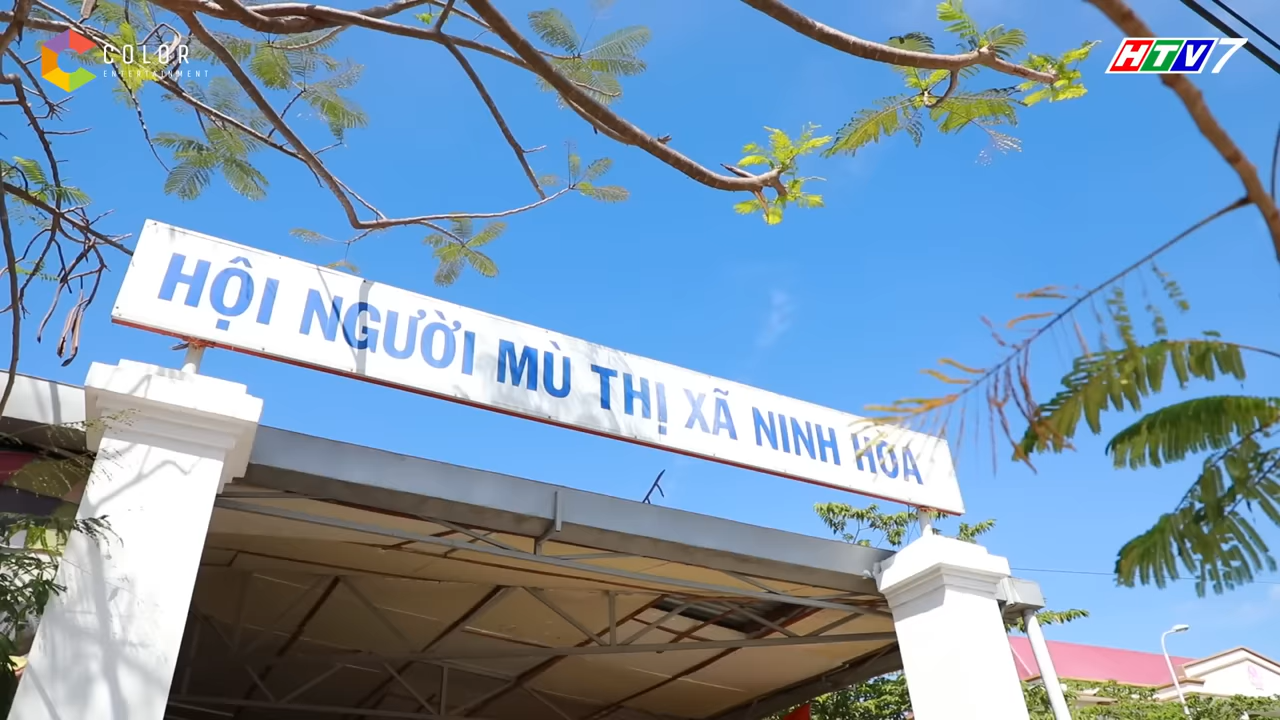 COLOR
ENTERTAINMENT
HTV7
HỘI NGƯỜI MÙ THỊ XÃ NINH HÒA